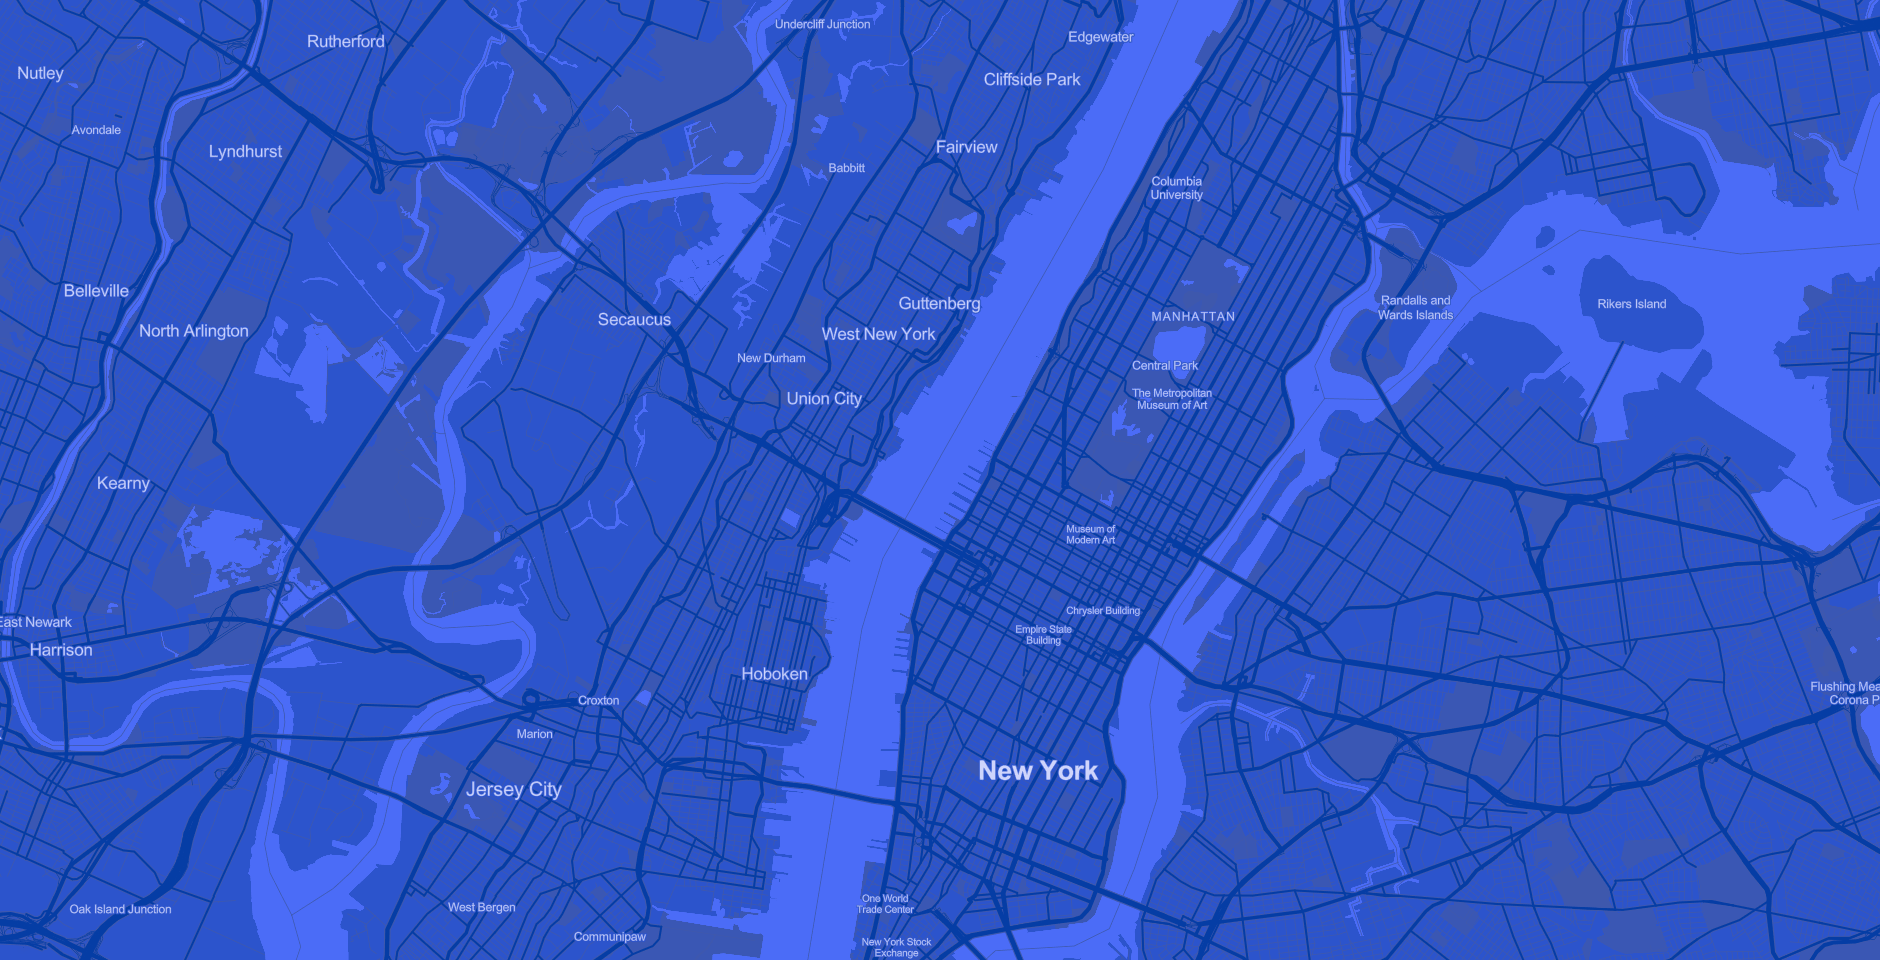 Undercliff Junction
Edgewater
Rutherford
Nutley
Cliffside Park
Avondale
Lyndhurst
Fairview
Babbitt
Columbia
University
Belleville
Guttenberg
Randalls and
Wards Islands
Rikers Island
North Arlington
Secaucus
MANHATTAN
West New York
New Durham
Central Park
The Metropolitan
Museum of Art
Union City
Kearny
Museum of
Modern Art
Chrysler Building
East Newark
Empire State
Building
Harrison
Hoboken
Flushing Mea
Corona P
Croxton
Marion
New York
Jersey City
One World
Trade Center
West Bergen
Oak Island Junction
Communipaw
New York Stock
Exchange